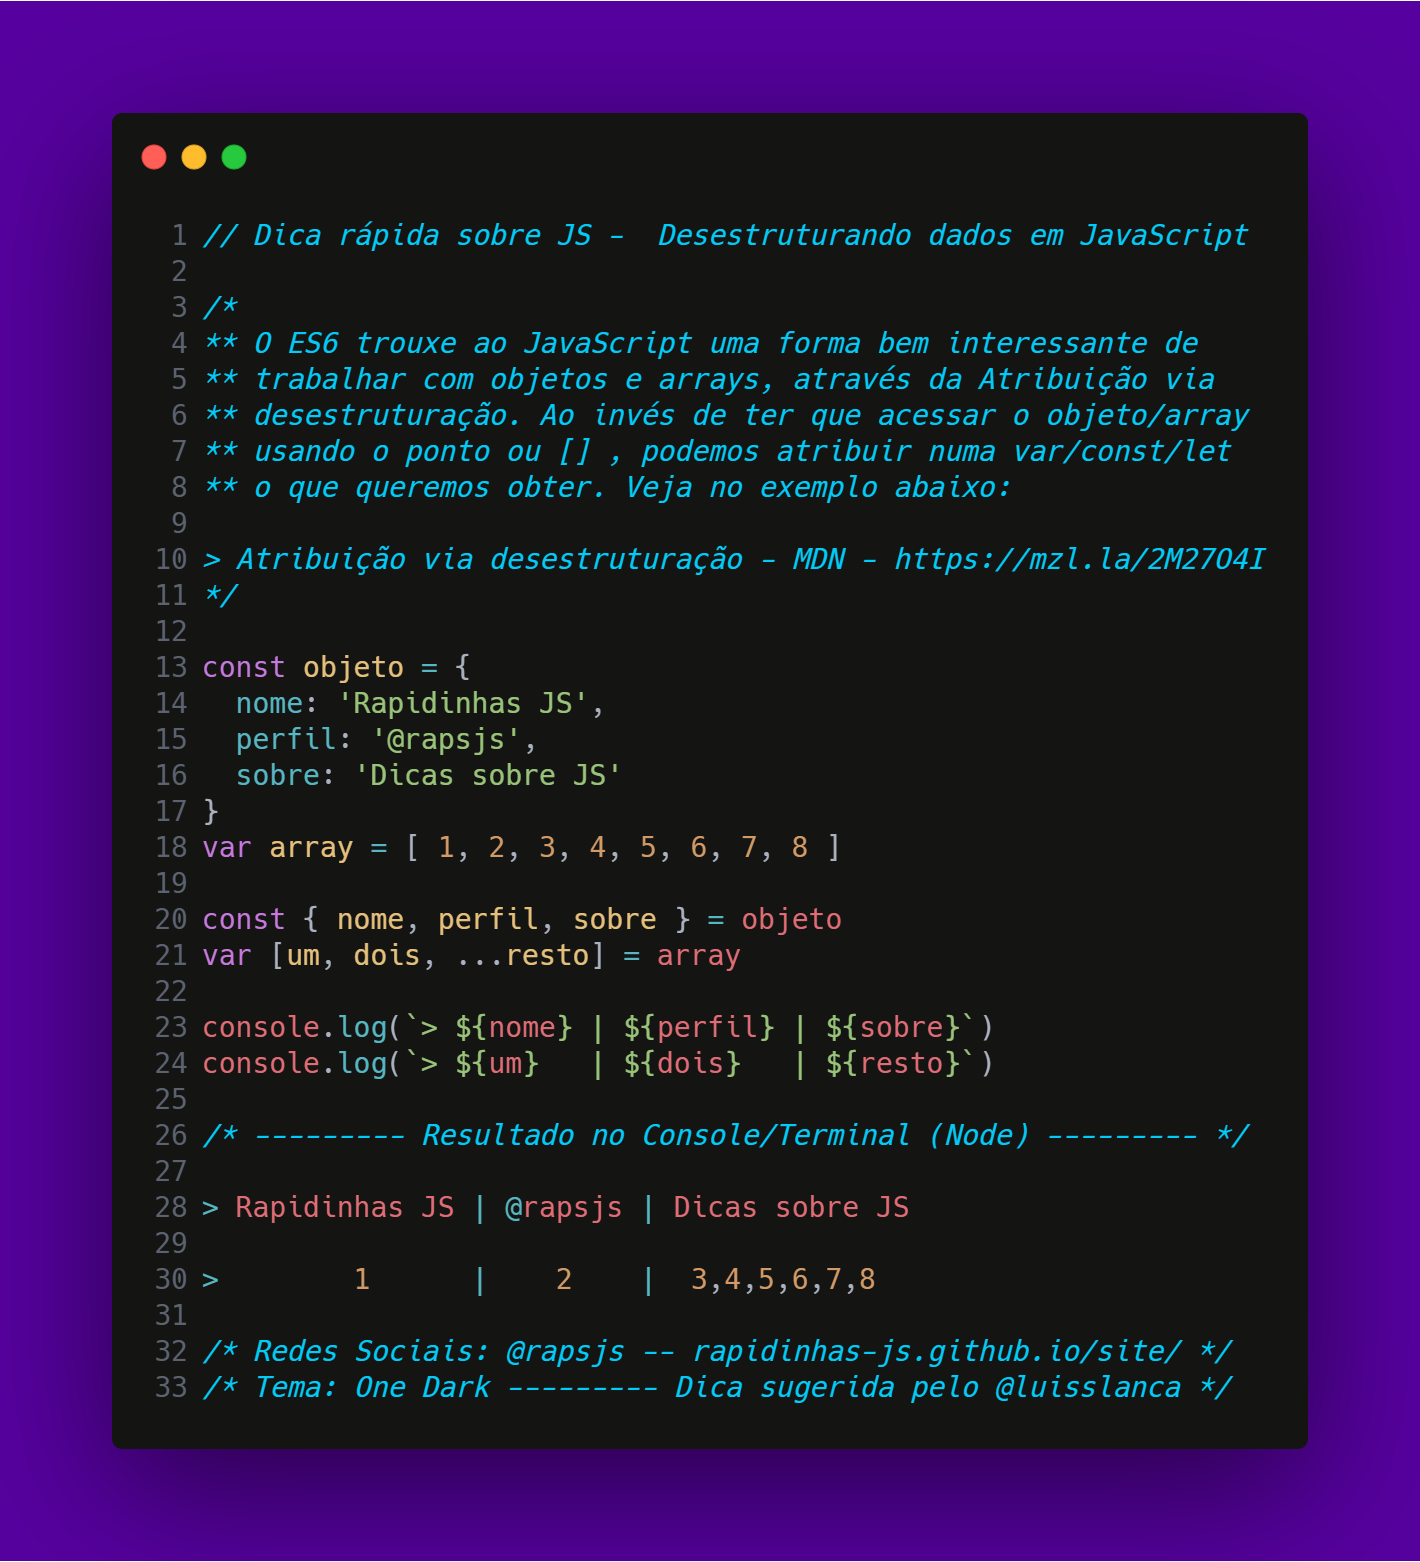 1 // Dica rápida sobre JS -  Desestruturando dados em JavaScript
2
3 /*
4 ** O ES6 trouxe ao JavaScript uma forma bem interessante de
5 ** trabalhar com objetos e arrays, através da Atribuição via
6 ** desestruturação. Ao invés de ter que acessar o objeto/array
7 ** usando o ponto ou [] , podemos atribuir numa var/const/let
8 ** o que queremos obter. Veja no exemplo abaixo:
9
10 > Atribuição via desestruturação - MDN - https://mzl.la/2M27O4I
11 */
12
13 const objeto = {
14   nome: 'Rapidinhas JS',
15   perfil: '@rapsjs',
16   sobre: 'Dicas sobre JS'
17 }
18 var array = [ 1, 2, 3, 4, 5, 6, 7, 8 ]
19
20 const { nome, perfil, sobre } = objeto
21 var [um, dois, ...resto] = array
22
23 console.log(`> ${nome} | ${perfil} | ${sobre}`)
24 console.log(`> ${um}   | ${dois}   | ${resto}`)
25
26 /* --------- Resultado no Console/Terminal (Node) --------- */
27
28 > Rapidinhas JS | @rapsjs | Dicas sobre JS
29
30 >        1      |    2    |  3,4,5,6,7,8
31
32 /* Redes Sociais: @rapsjs -- rapidinhas-js.github.io/site/ */
33 /* Tema: One Dark --------- Dica sugerida pelo @luisslanca */